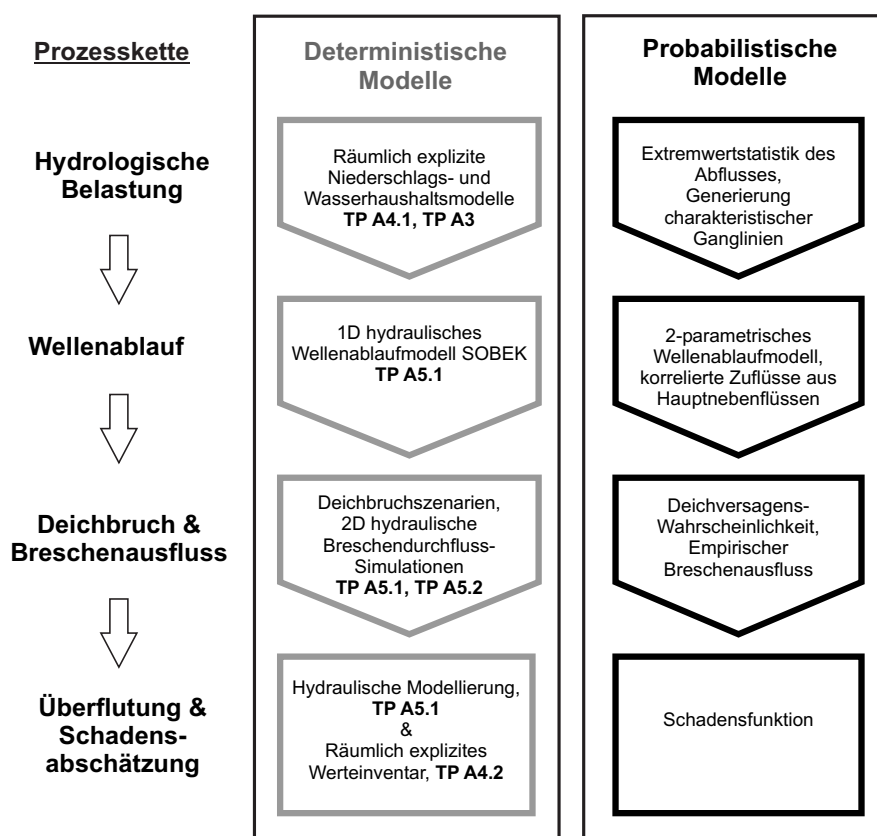 Prozesskette
Hydrologische
Belastung
Wellenablauf
Deichbruch &
Breschenausfluss
Überflutung &
Schadens-
abschätzung
Deterministische
Modelle
Räumlich explizite
Niederschlags- und
Wasserhaushaltsmodelle
TP A4.1, TP A3
1D hydraulisches
Wellenablaufmodell SOBEK
TP A5.1
Deichbruchszenarien,
2D hydraulische
Breschendurchfluss-
Simulationen
TP A5.1, TP A5.2
Hydraulische Modellierung,
TP A5.1
&
Räumlich explizites
Werteinventar, TP A4.2
Probabilistische
Modelle
Extremwertstatistik des
Abflusses,
Generierung
charakteristischer
Ganglinien
2-parametrisches
Wellenablaufmodell,
korrelierte Zuflüsse aus
Hauptnebenflüssen
Deichversagens-
Wahrscheinlichkeit,
Empirischer
Breschenausfluss
Schadensfunktion